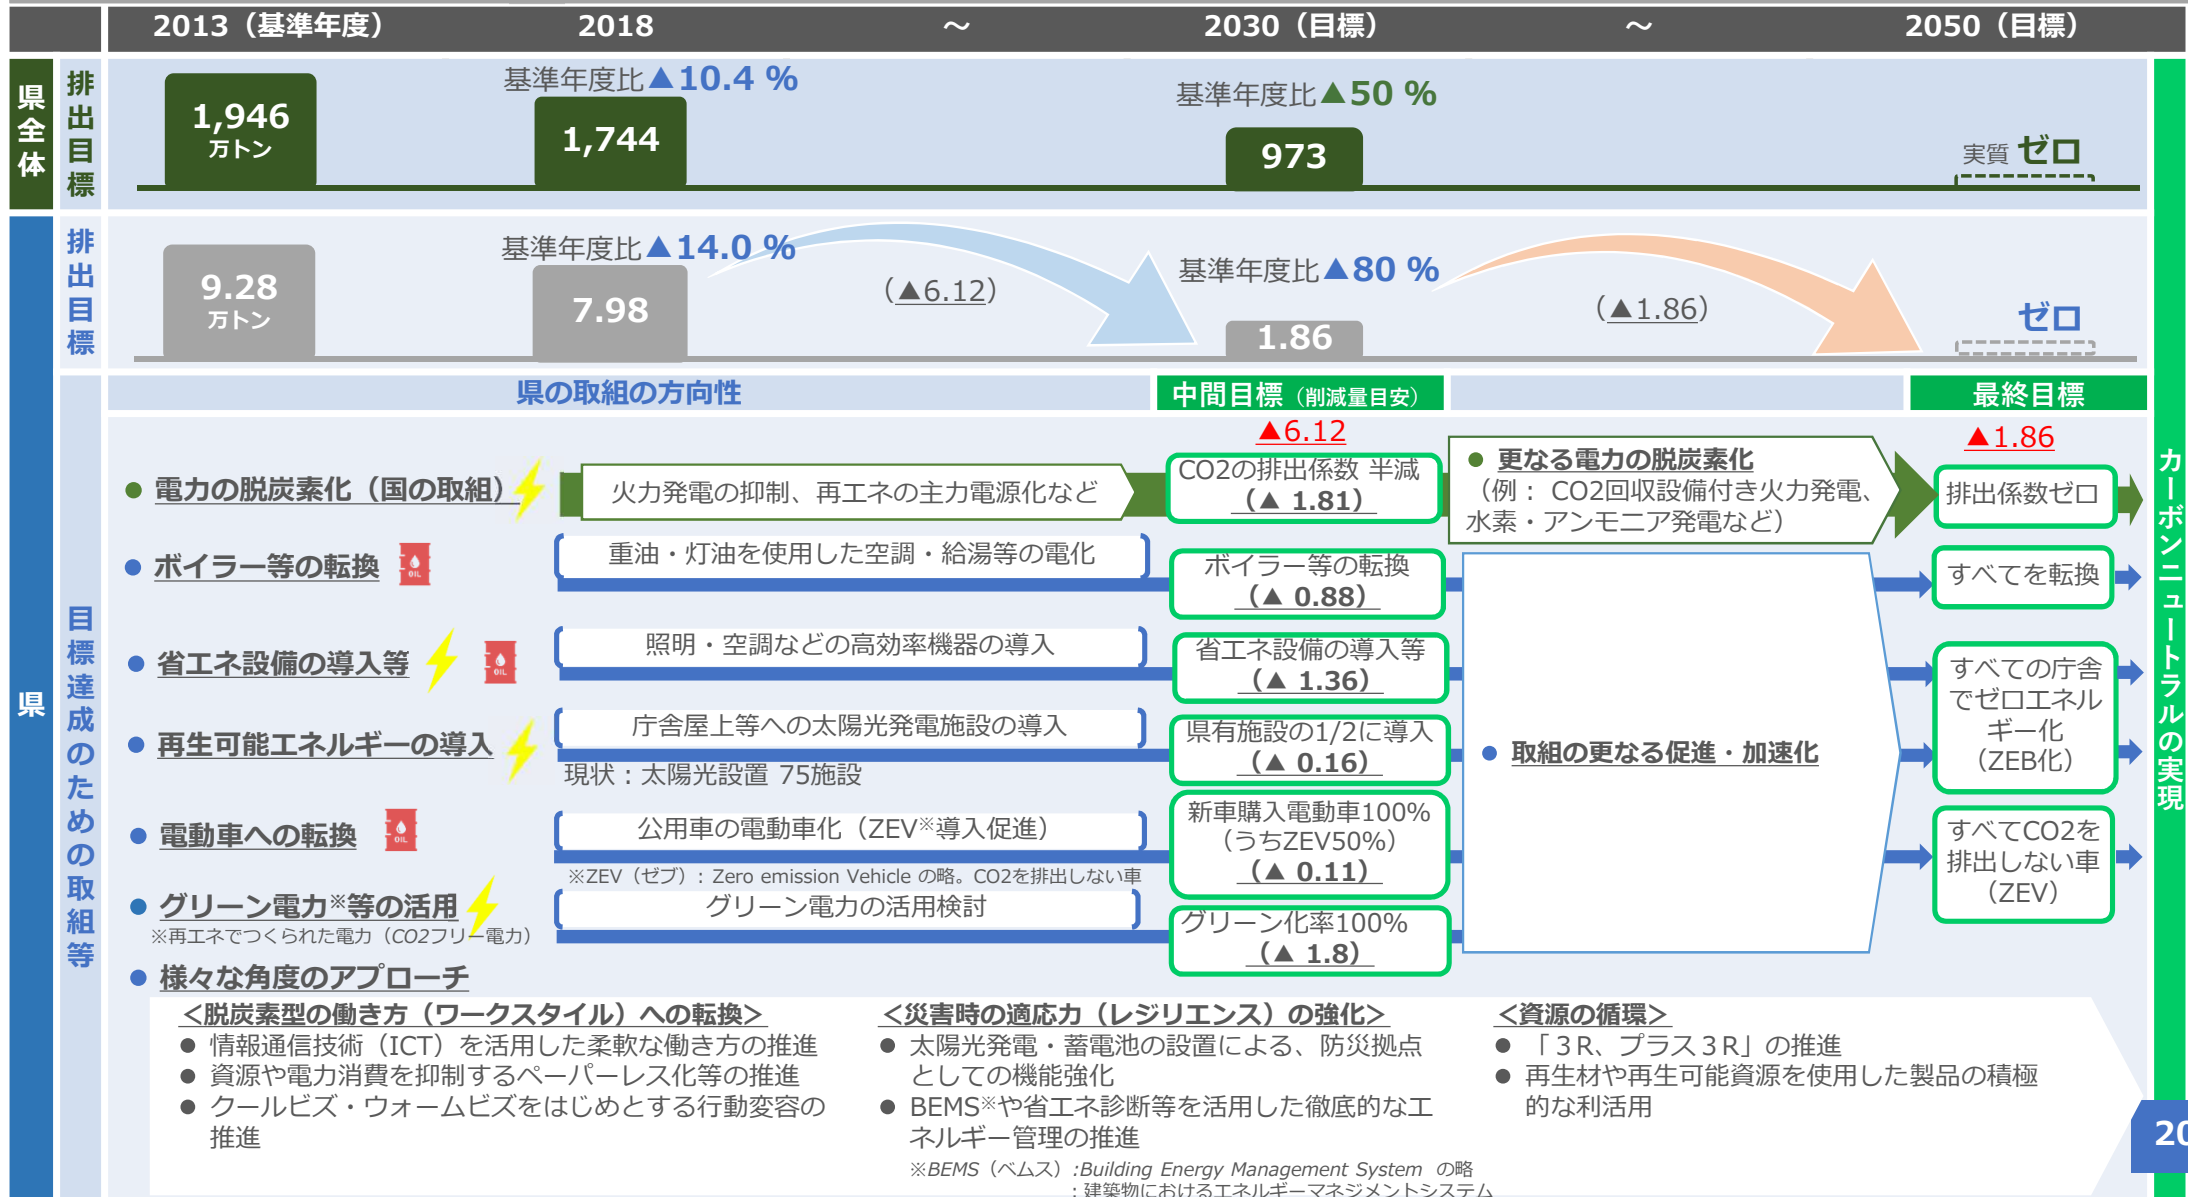 2013（基準年度）
2018
～
2030（目標）
～
2050（目標）
県全体
排出目標
1,946
万トン
基準年度比▲10.4 %
1,744
基準年度比▲50 %
973
実質 ゼロ
県
排出目標
9.28
万トン
基準年度比▲14.0 %
7.98
（▲6.12）
基準年度比▲80 %
1.86
（▲1.86）
ゼロ
目標達成のための取組等
県の取組の方向性
中間目標（削減量目安）
最終目標
▲6.12
▲1.86
● 電力の脱炭素化（国の取組）
火力発電の抑制、再エネの主力電源化など
CO2の排出係数 半減
（▲ 1.81）
● 更なる電力の脱炭素化
（例： CO2回収設備付き火力発電、
水素・アンモニア発電など）
排出係数ゼロ
● ボイラー等の転換
OIL
重油・灯油を使用した空調・給湯等の電化
ボイラー等の転換
（▲ 0.88）
すべてを転換
● 省エネ設備の導入等
OIL
照明・空調などの高効率機器の導入
省エネ設備の導入等
（▲ 1.36）
● 再生可能エネルギーの導入
庁舎屋上等への太陽光発電施設の導入
現状：太陽光設置 75施設
県有施設の1/2に導入
（▲ 0.16）
● 取組の更なる促進・加速化
すべての庁舎
でゼロエネル
ギー化
（ZEB化）
● 電動車への転換
OIL
公用車の電動車化（ZEV※導入促進）
※ZEV（ゼブ）: Zero emission Vehicle の略。CO2を排出しない車
新車購入電動車100%
（うちZEV50%）
（▲ 0.11）
すべてCO2を
排出しない車
（ZEV）
● グリーン電力※等の活用
※再エネでつくられた電力（CO2フリー電力）
グリーン電力の活用検討
グリーン化率100%
（▲ 1.8）
カーボンニュートラルの実現
● 様々な角度のアプローチ
＜脱炭素型の働き方（ワークスタイル）への転換＞
● 情報通信技術（ICT）を活用した柔軟な働き方の推進
● 資源や電力消費を抑制するペーパーレス化等の推進
● クールビズ・ウォームビズをはじめとする行動変容の
推進
＜災害時の適応力（レジリエンス）の強化＞
● 太陽光発電・蓄電池の設置による、防災拠点
としての機能強化
● BEMS※や省エネ診断等を活用した徹底的なエ
ネルギー管理の推進
※BEMS（ベムス）:Building Energy Management System の略
：建築物におけるエネルギーマネジメントシステム
＜資源の循環＞
● 「３R、プラス３R」の推進
● 再生材や再生可能資源を使用した製品の積極
的な利活用
20